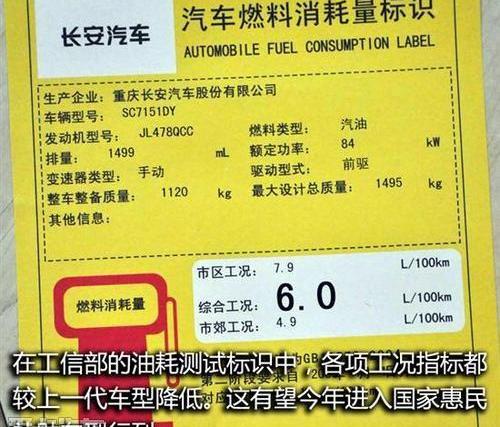 长安汽车
汽车燃料消耗量标识
AUTOMOBILE FUEL CONSUMPTION LABEL
生产企业：重庆长安汽车股份有限公司
车辆型号：SC7151DY
发动机型号：JL478QCC 燃料类型：汽油
排量：1499 mL 额定功率：84 kW
变速器类型：手动 驱动型式：前驱
整车整备质量：1120 kg 最大设计总质量：1495 kg
其他信息：
市区工况：7.9 L/100km
燃料消耗量
综合工况：6.0 L/100km
市郊工况：4.9 L/100km
在工信部的油耗测试标识中，各项工况指标都
较上一代车型降低。这有望今年进入国家惠民